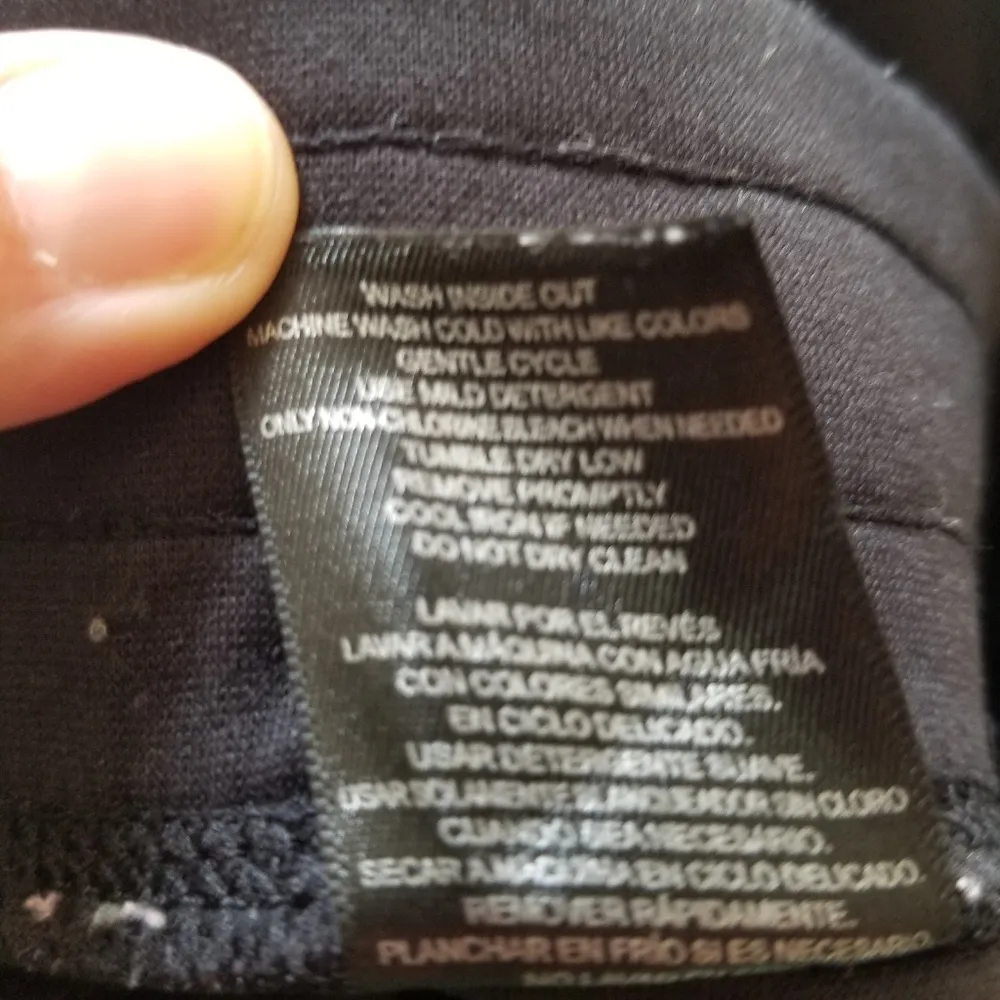 WASH INSIDE OUT
MACHINE WASH COLD WITH LIKE COLORS
GENTLE CYCLE
USE MILD DETERGENT
ONLY NON-CHLORINE BLEACH WHEN NEEDED
TUMBLE DRY LOW
REMOVE PROMPTLY
COOL IRON IF NEEDED
DO NOT DRY CLEAN
LAVAR POR EL REVÉS
LAVAR A MÁQUINA CON AGUA FRÍA
CON COLORES SIMILARES.
EN CICLO DELICADO.
USAR DETERGENTE SUAVE.
USAR SOLAMENTE BLANQUEADOR SIN CLORO
CUANDO SEA NECESARIO.
SECAR A MAQUINA EN CICLO DELICADO.
REMOVER RÁPIDAMENTE.
PLANCHAR EN FRÍO SI ES NECESARIO
NO